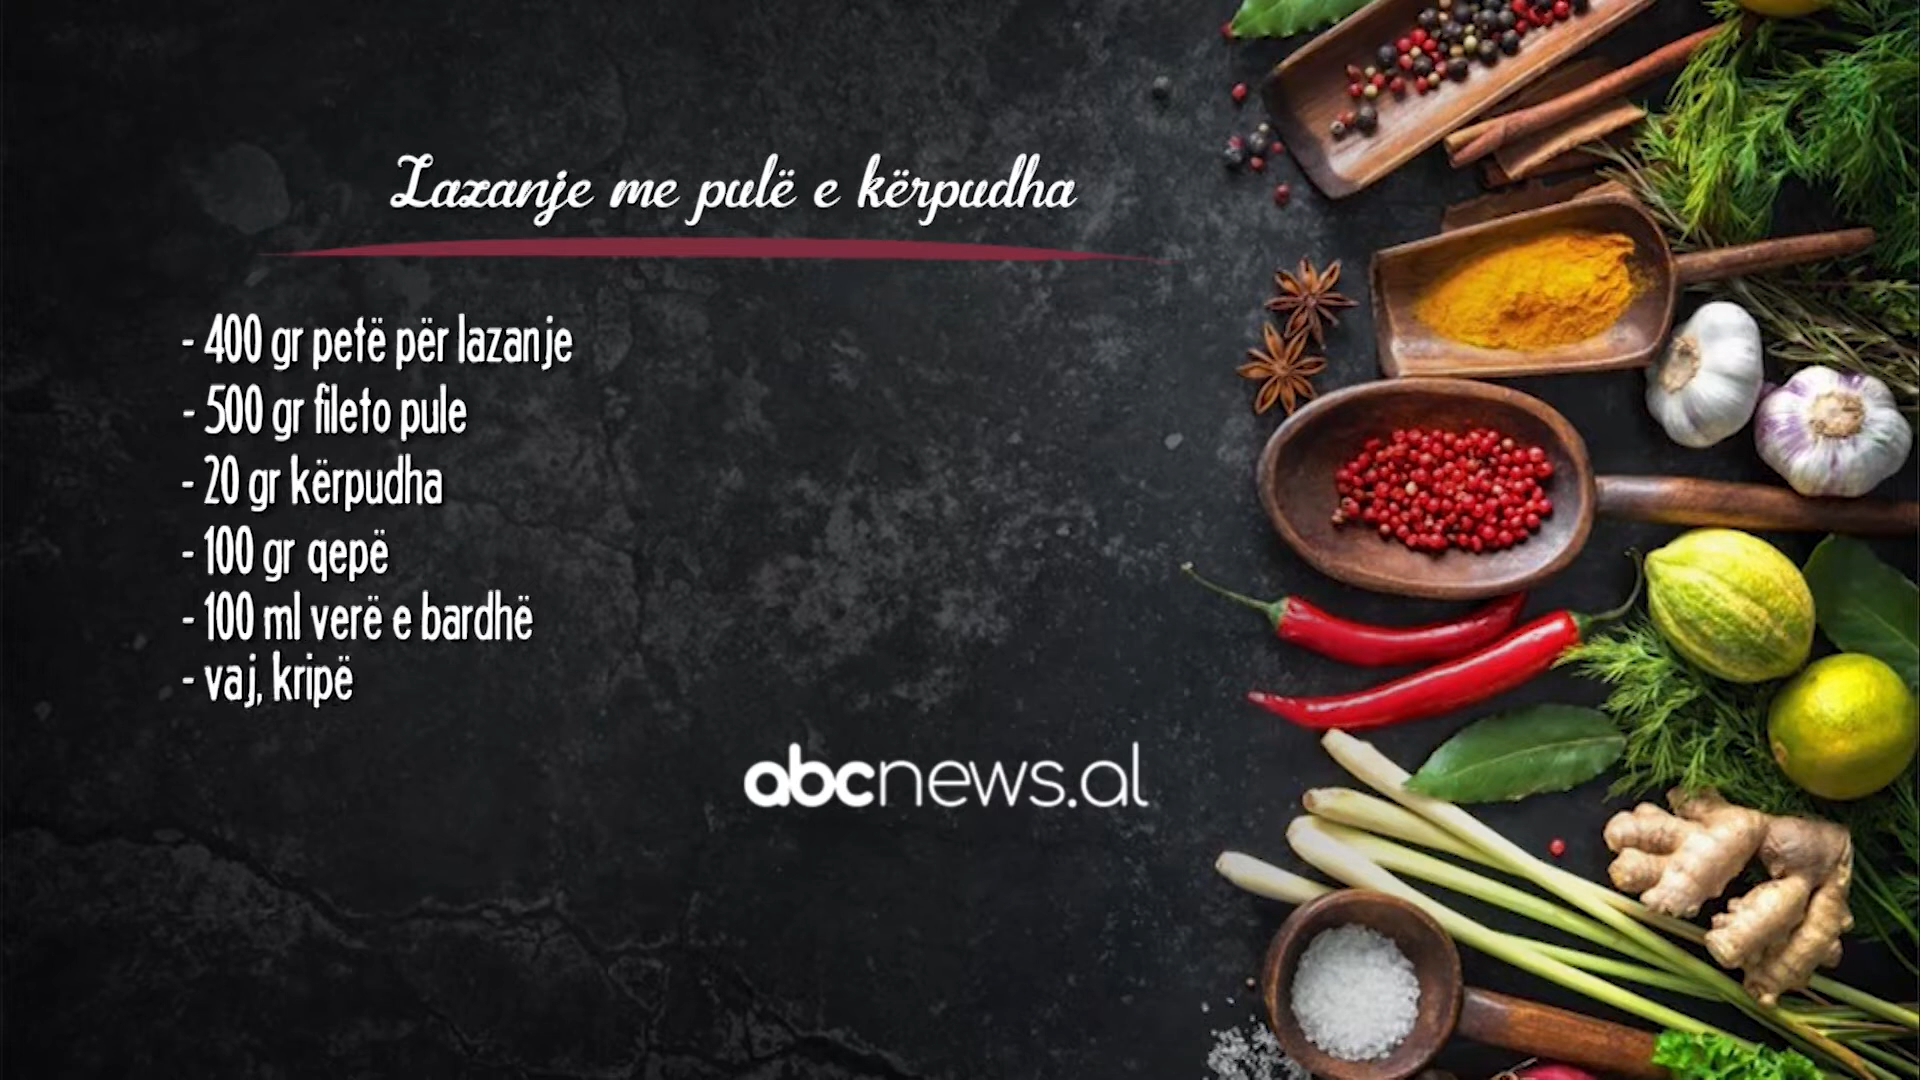 Lazanje me pulë e kërpudha
- 400 gr petë për lazanje
- 500 gr fileto pule
- 20 gr kërpudha
- 100 gr qepë
- 100 ml verë e bardhë
- vaj, kripë
abcnews.al